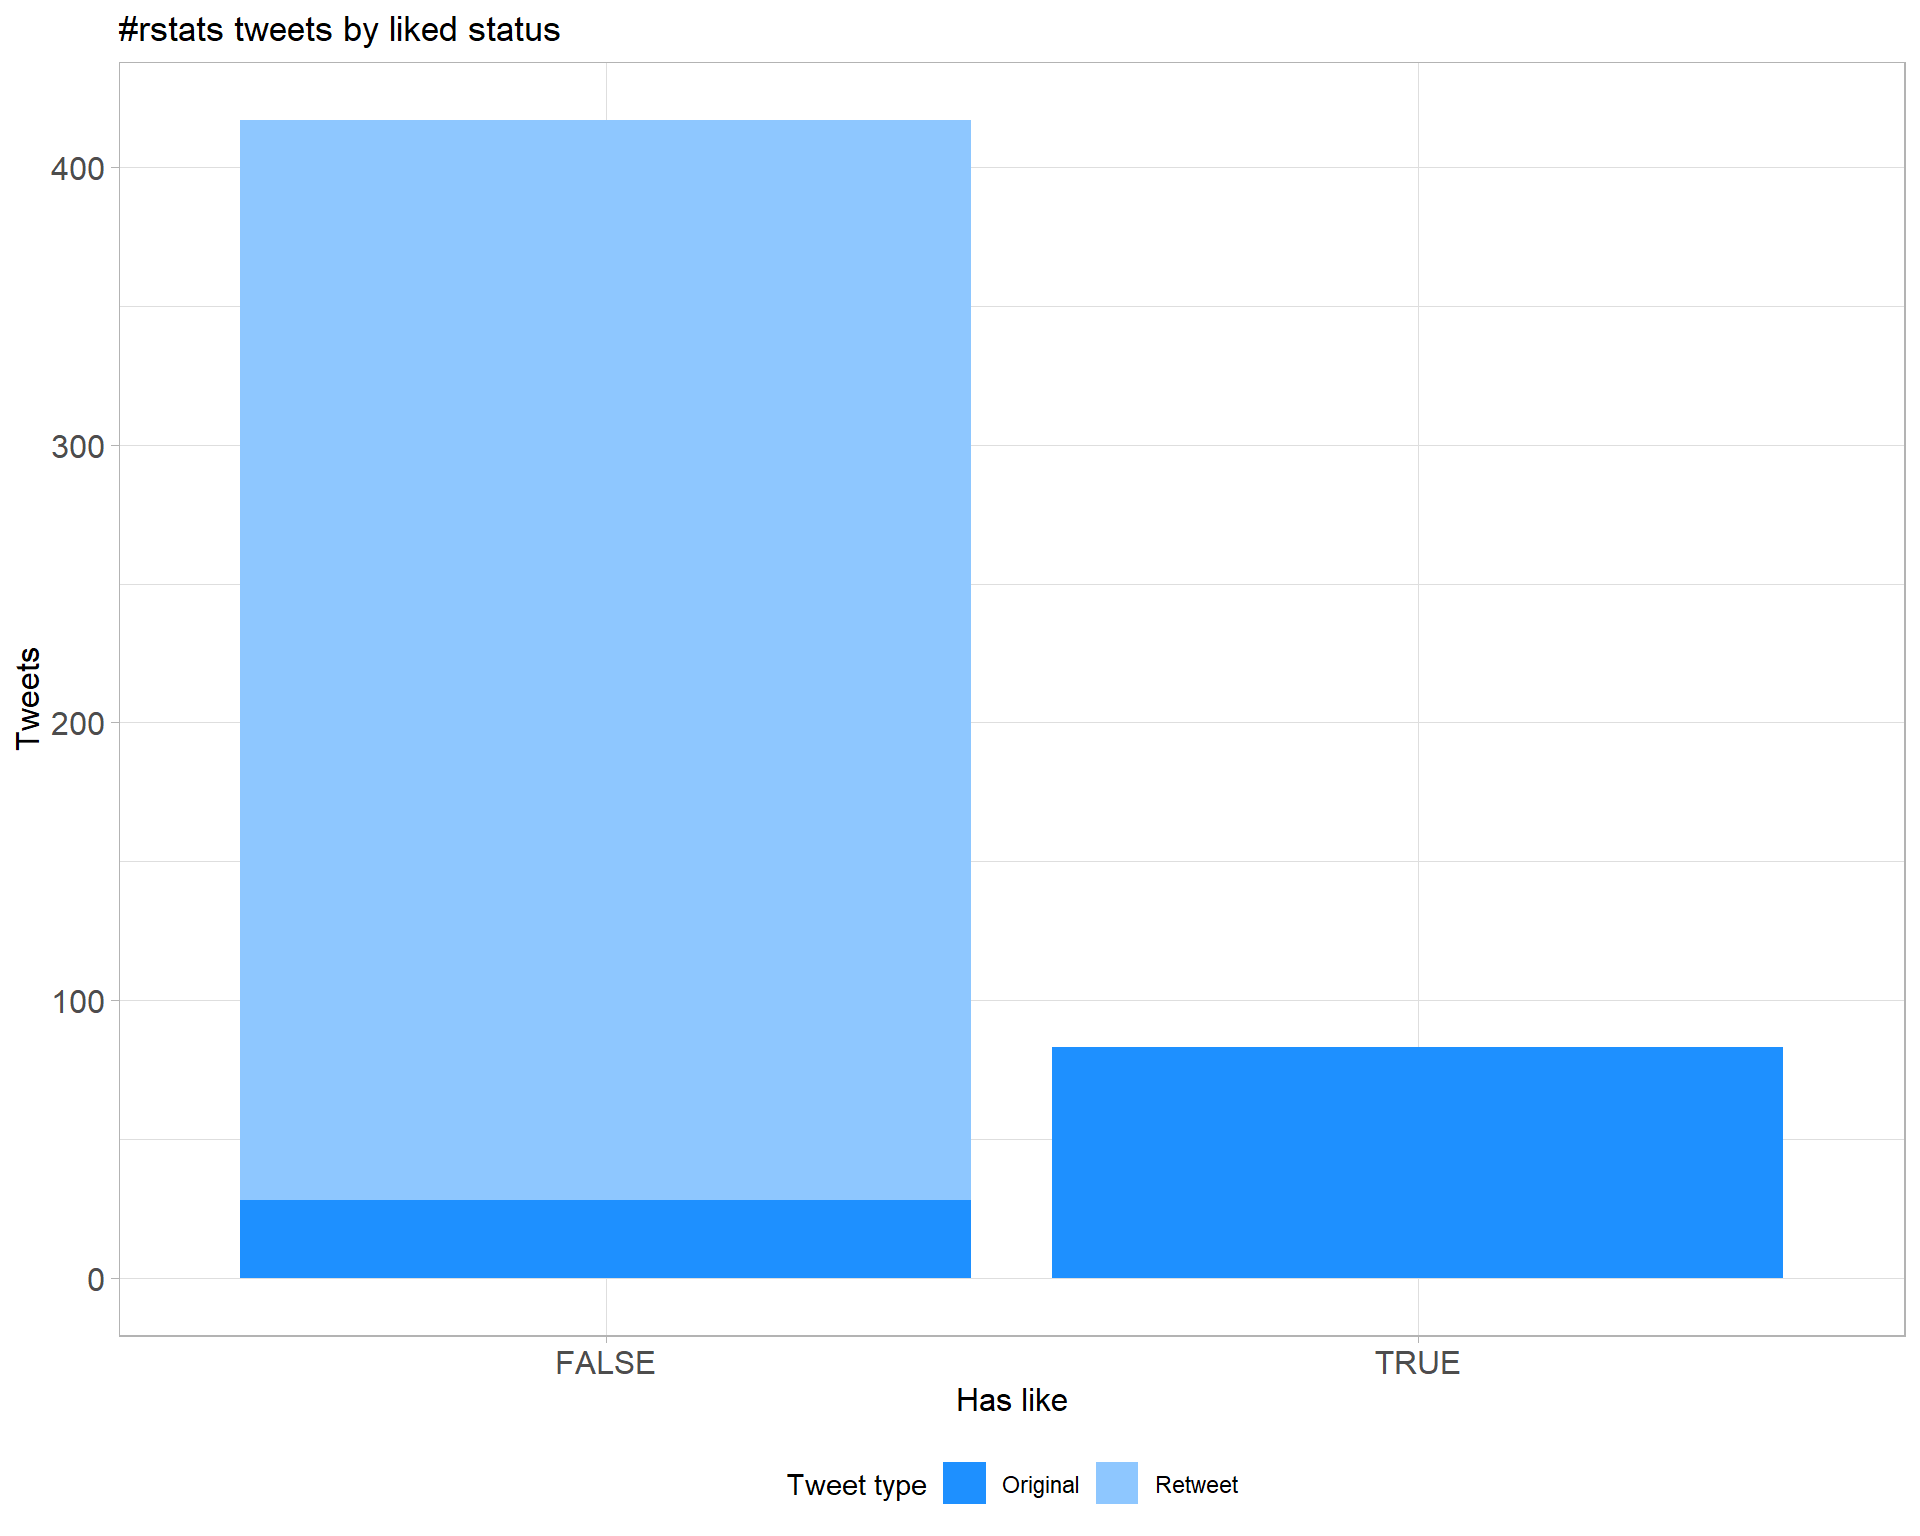 #rstats tweets by liked status
Tweets
400
300
200
100
0
FALSE TRUE
Has like
Tweet type Original Retweet